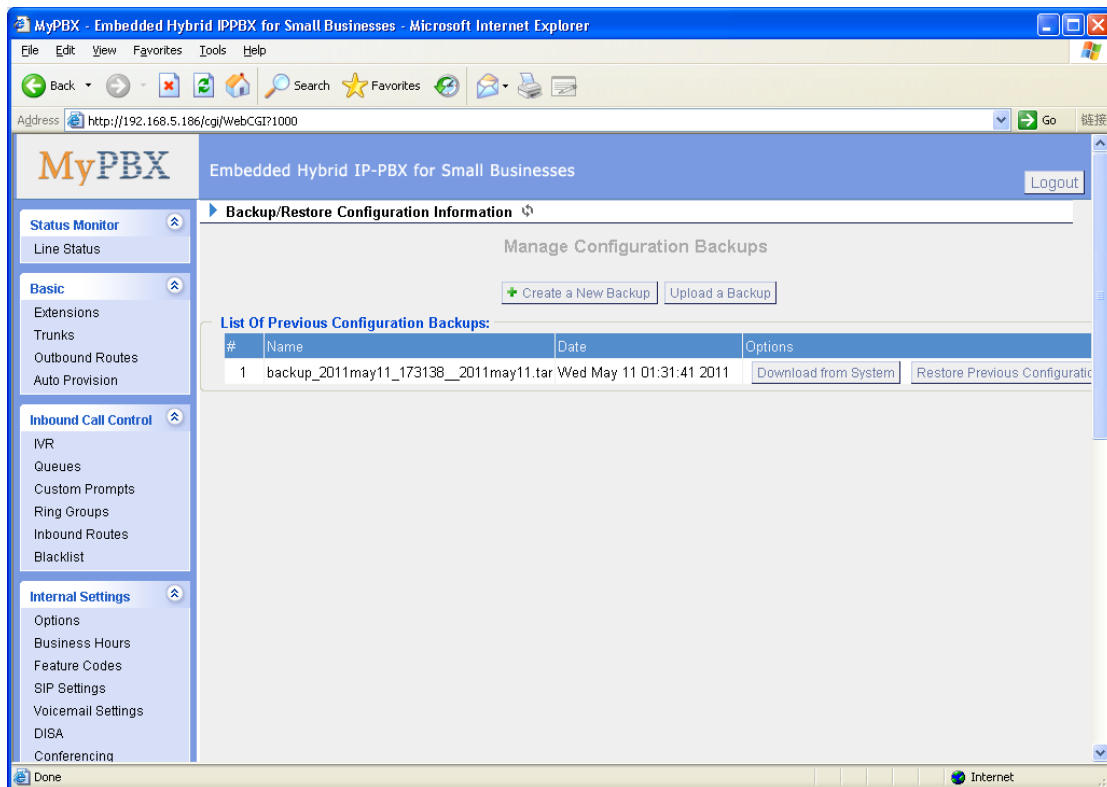 MyPBX - Embedded Hybrid IPPBX for Small Businesses - Microsoft Internet Explorer
File Edit View Favorites Tools Help
Back Search Favorites
Address http://192.168.5.186/cgi/WebCGI?1000 Go 链接
MyPBX
Embedded Hybrid IP-PBX for Small Businesses
Logout
Backup/Restore Configuration Information
Manage Configuration Backups
Create a New Backup Upload a Backup
List Of Previous Configuration Backups:
# Name Date Options
1 backup_2011may11_173138__2011may11.tar Wed May 11 01:31:41 2011 Download from System Restore Previous Configuratio
Status Monitor
Line Status
Basic
Extensions
Trunks
Outbound Routes
Auto Provision
Inbound Call Control
IVR
Queues
Custom Prompts
Ring Groups
Inbound Routes
Blacklist
Internal Settings
Options
Business Hours
Feature Codes
SIP Settings
Voicemail Settings
DISA
Conferencing
Done Internet